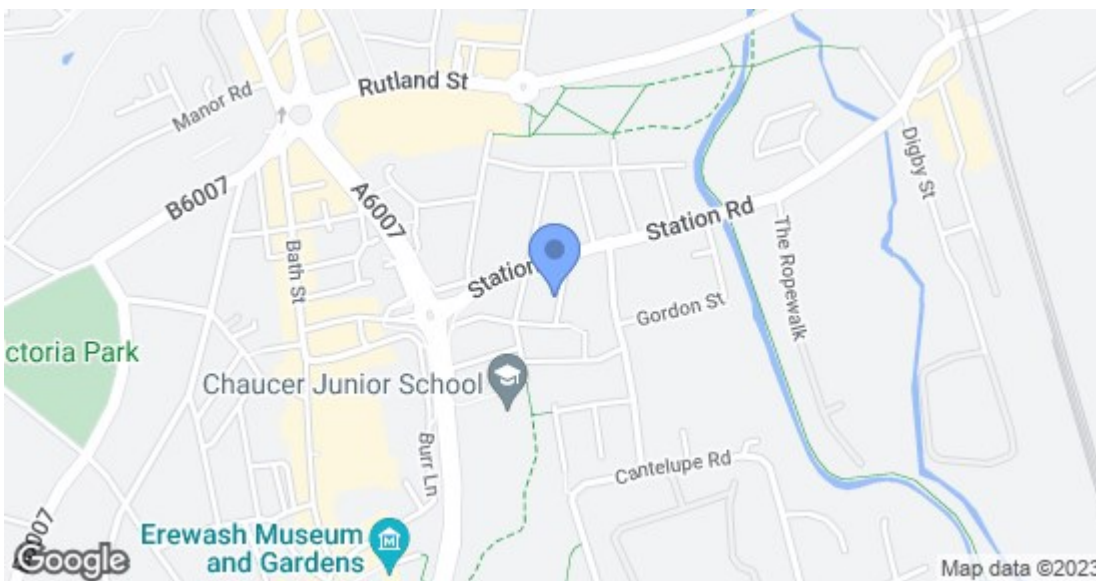 Rutland St
Manor Rd
B6007
A6007
Bath St
Station
Station Rd
Digby St
The Ropewalk
Gordon St
ctoria Park
Chaucer Junior School
Burr Ln
Cantelupe Rd
Erewash Museum
and Gardens
6007
Google
Map data ©2023